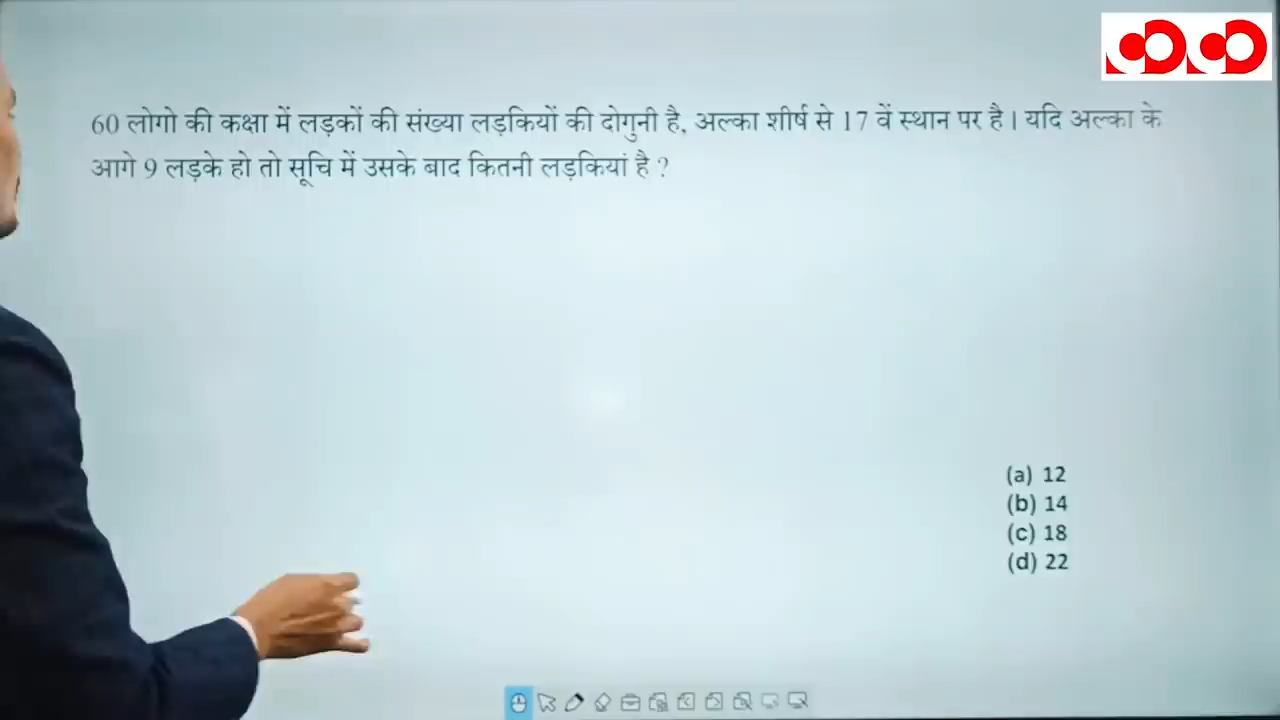 60 लोगो की कक्षा में लड़कों की संख्या लड़कियों की दोगुनी है, अल्का शीर्ष से 17 वें स्थान पर है। यदि अल्का के
आगे 9 लड़के हो तो सूचि में उसके बाद कितनी लड़कियां है ?
(a) 12
(b) 14
(c) 18
(d) 22